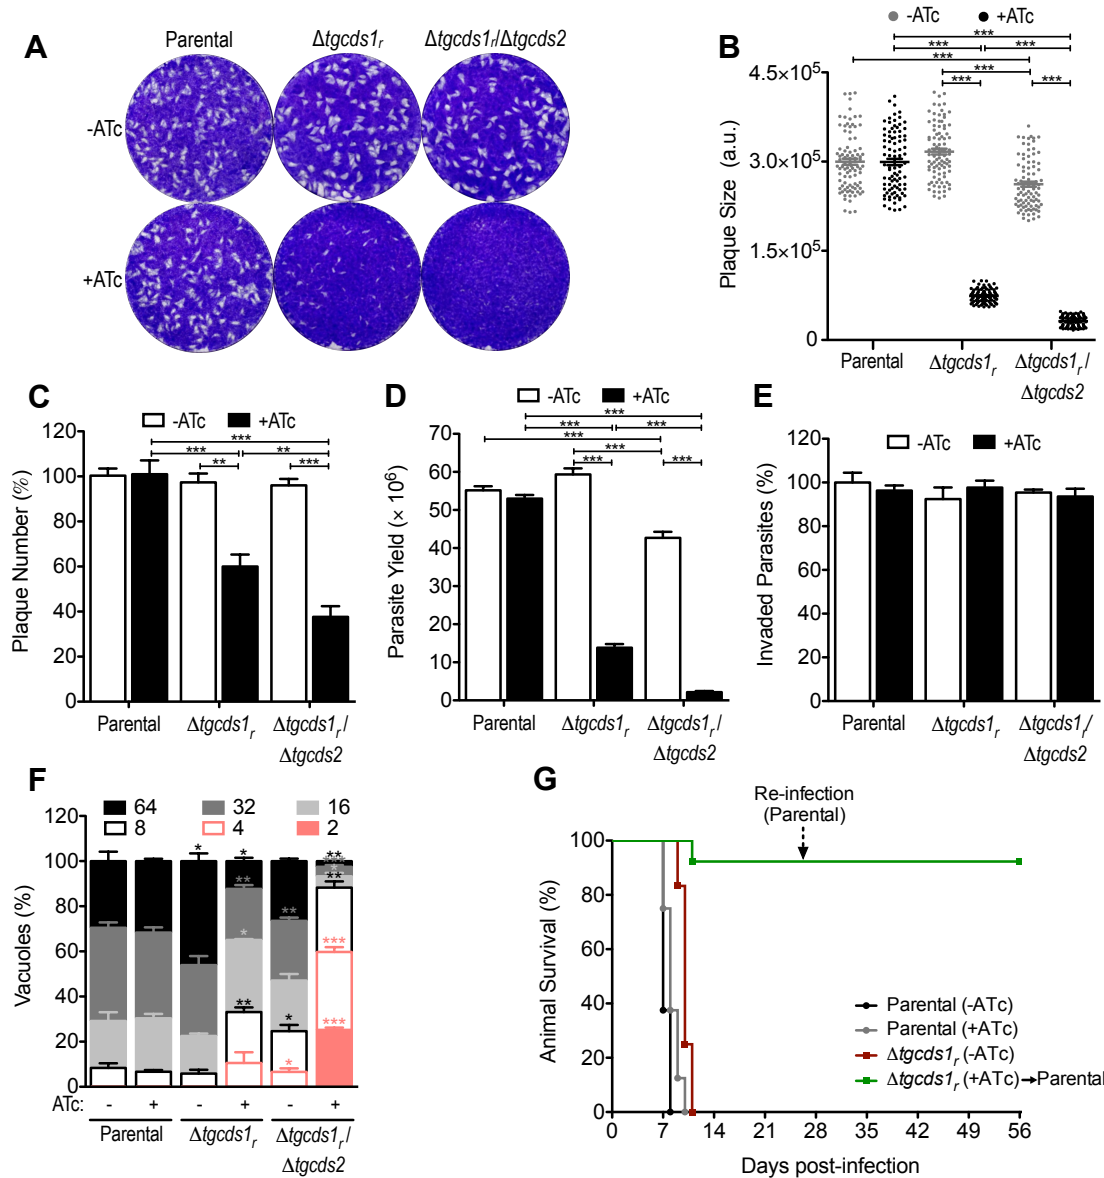 A
Parental Δtgcds1r Δtgcds1r/Δtgcds2
-ATc
+ATc
B
-ATc +ATc
***
*** ***
*** ***
***
*** ***
Plaque Size (a.u.)
4.5×10⁵
3.0×10⁵
1.5×10⁵
0
Parental Δtgcds1r Δtgcds1r/
Δtgcds2
C
-ATc +ATc
***
*** **
** ***
Plaque Number (%)
120
100
80
60
40
20
0
Parental Δtgcds1r Δtgcds1r/
Δtgcds2
D
-ATc +ATc
***
*** ***
***
***
*** ***
Parasite Yield (× 10⁶)
70
60
50
40
30
20
10
0
Parental Δtgcds1r Δtgcds1r/
Δtgcds2
E
-ATc +ATc
Invaded Parasites (%)
120
100
80
60
40
20
0
Parental Δtgcds1r Δtgcds1r/
Δtgcds2
F
64 32 16
8 4 2
Vacuoles (%)
120
100
80
60
40
20
0
* * **
** ** **
* ***
** * ***
* *
ATc: - + - + - +
Parental Δtgcds1r Δtgcds1r/
Δtgcds2
G
Re-infection
(Parental)
Animal Survival (%)
100
80
60
40
20
0
Parental (-ATc)
Parental (+ATc)
Δtgcds1r (-ATc)
Δtgcds1r (+ATc)→Parental
0 7 14 21 28 35 42 49 56
Days post-infection